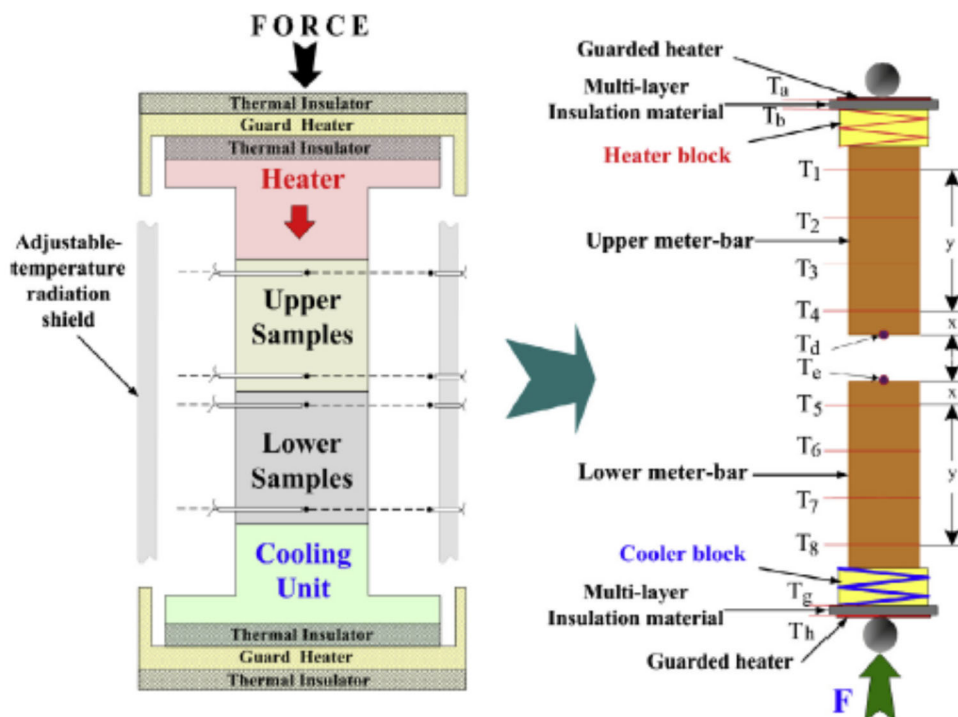 FORCE
Thermal Insulator
Guard Heater
Thermal Insulator
Heater
Adjustable-
temperature
radiation
shield
Upper
Samples
Lower
Samples
Cooling
Unit
Thermal Insulator
Guard Heater
Thermal Insulator
Guarded heater
Multi-layer
Insulation material
Ta
Tb
Heater block
T1
T2
Upper meter-bar
T3
T4
y
x
Td
Te
x
T5
T6
Lower meter-bar
y
T7
T8
Cooler block
Tg
Multi-layer
Insulation material
Th
Guarded heater
F